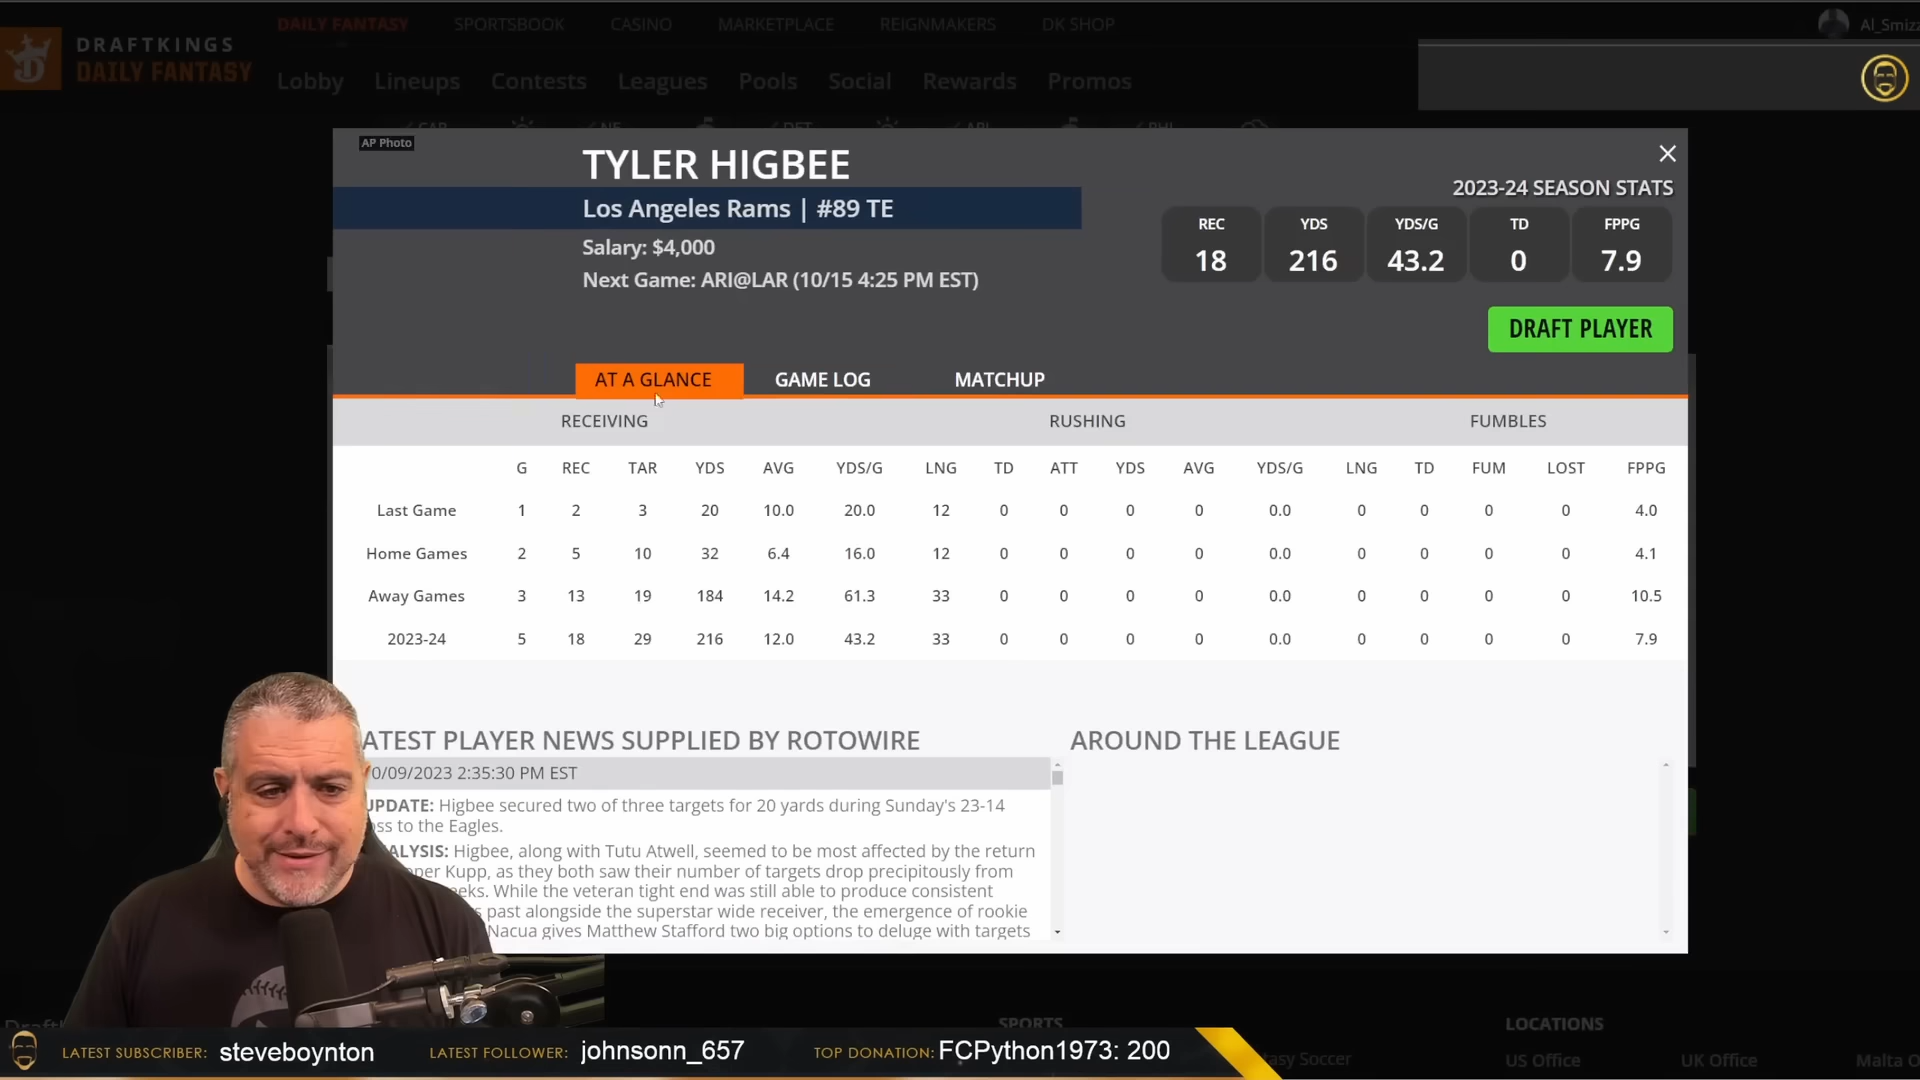 DAILY FANTASY
SPORTSBOOK
CASINO
MARKETPLACE
REIGNMAKERS
DK SHOP
DRAFTKINGS
DAILY FANTASY
Lobby
Lineups
Contests
Leagues
Pools
Social
Rewards
Promos
AP Photo
TYLER HIGBEE
Los Angeles Rams | #89 TE
Salary: $4,000
Next Game: ARI@LAR (10/15 4:25 PM EST)
2023-24 SEASON STATS
REC YDS YDS/G TD FPPG
18 216 43.2 0 7.9
DRAFT PLAYER
AT A GLANCE GAME LOG MATCHUP
RECEIVING RUSHING FUMBLES
G REC TAR YDS AVG YDS/G LNG TD ATT YDS AVG YDS/G LNG TD FUM LOST FPPG
Last Game 1 2 3 20 10.0 20.0 12 0 0 0 0 0.0 0 0 0 0 4.0
Home Games 2 5 10 32 6.4 16.0 12 0 0 0 0 0.0 0 0 0 0 4.1
Away Games 3 13 19 184 14.2 61.3 33 0 0 0 0 0.0 0 0 0 0 10.5
2023-24 5 18 29 216 12.0 43.2 33 0 0 0 0 0.0 0 0 0 0 7.9
ATEST PLAYER NEWS SUPPLIED BY ROTOWIRE
0/09/2023 2:35:30 PM EST
UPDATE: Higbee secured two of three targets for 20 yards during Sunday's 23-14
oss to the Eagles.
ALYSIS: Higbee, along with Tutu Atwell, seemed to be most affected by the return
per Kupp, as they both saw their number of targets drop precipitously from
eeks. While the veteran tight end was still able to produce consistent
s past alongside the superstar wide receiver, the emergence of rookie
Nacua gives Matthew Stafford two big options to deluge with targets
AROUND THE LEAGUE
SPORTS
LOCATIONS
US Office
UK Office
Malta O
tasy Soccer
LATEST SUBSCRIBER: steveboynton
LATEST FOLLOWER: johnsonn_657
TOP DONATION: FCPython1973: 200